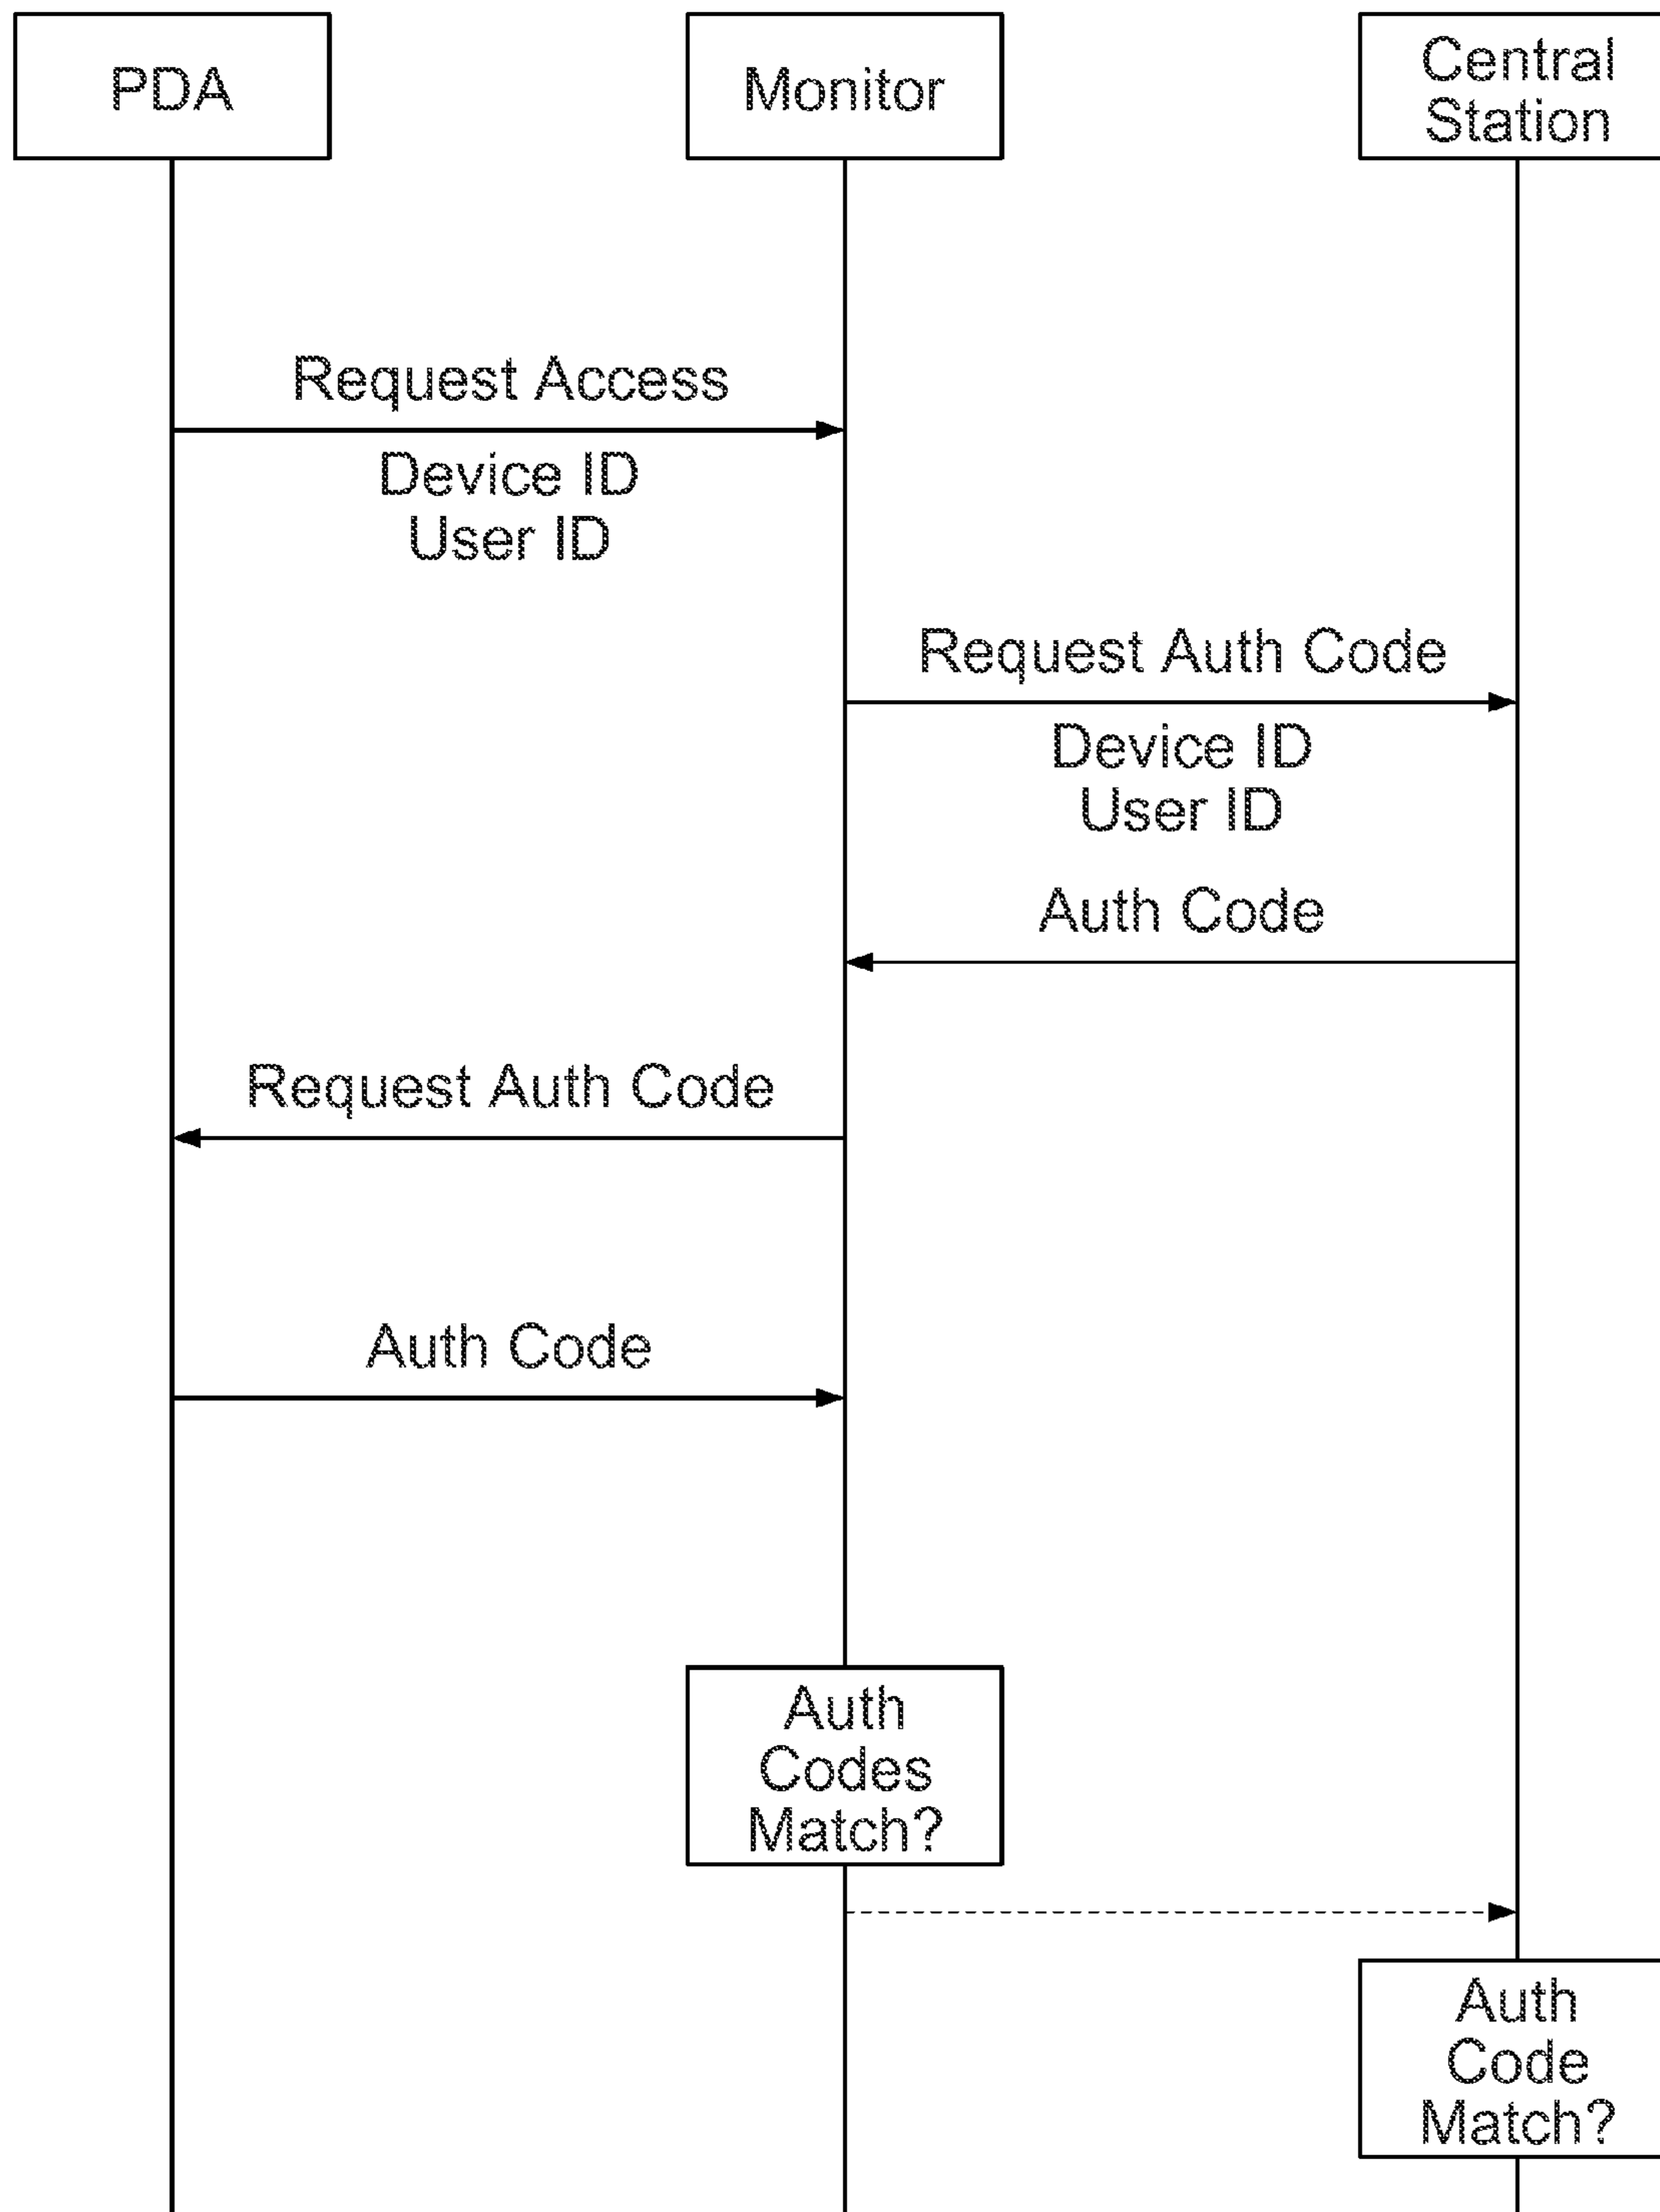 PDA
Monitor
Central
Station
Request Access
Device ID
User ID
Request Auth Code
Device ID
User ID
Auth Code
Request Auth Code
Auth Code
Auth
Codes
Match?
Auth
Code
Match?